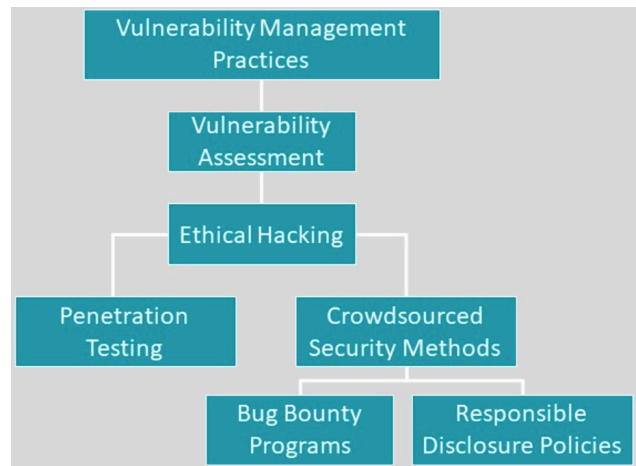 Vulnerability Management
Practices
Vulnerability
Assessment
Ethical Hacking
Penetration
Testing
Crowdsourced
Security Methods
Bug Bounty
Programs
Responsible
Disclosure Policies